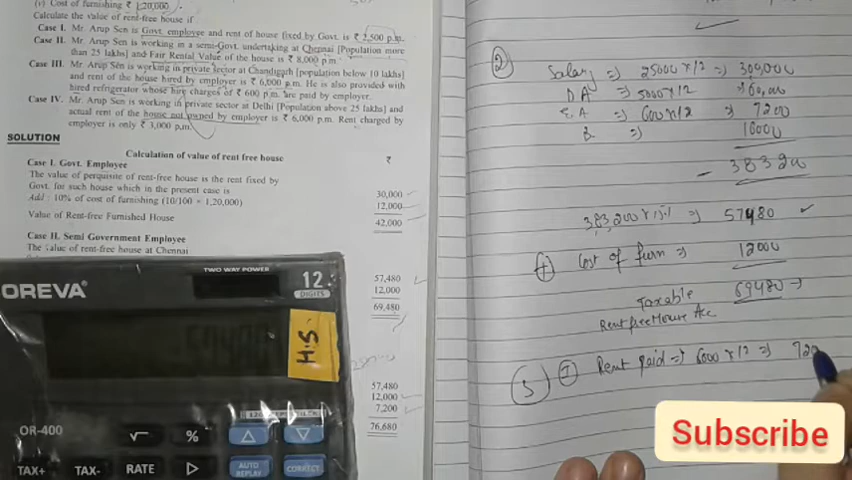 (v) Cost of furnishing ₹ 1,20,000.
Calculate the value of rent-free house if
Case I. Mr. Arup Sen is Govt. employee and rent of house fixed by Govt. is ₹ 2,500 p.m.
Case II. Mr. Arup Sen is working in a semi-Govt. undertaking at Chennai [Population more
than 25 lakhs] and Fair Rental Value of the house is ₹ 8,000 p.m.
Case III. Mr. Arup Sen is working in private sector at Chandigarh [population below 10 lakhs]
and rent of the house hired by employer is ₹ 6,000 p.m. He is also provided with
hired refrigerator whose hire charges of ₹ 600 p.m. are paid by employer.
Case IV. Mr. Arup Sen is working in private sector at Delhi [Population above 25 lakhs] and
actual rent of the house not owned by employer is ₹ 6,000 p.m. Rent charged by
employer is only ₹ 3,000 p.m.
SOLUTION
Calculation of value of rent free house
₹
Case I. Govt. Employee
The value of perquisite of rent-free house is the rent fixed by
Govt. for such house which in the present case is 30,000
Add : 10% of cost of furnishing (10/100 × 1,20,000) 12,000
Value of Rent-free Furnished House 42,000
Case II. Semi Government Employee
The value of rent-free house at Chennai
57,480
12,000
69,480
57,480
12,000
7,200
76,680
TWO WAY POWER
12
DIGITS
OREVA
H.S
OR-400
√ % 
AUTO REPLAY
CORRECT
TAX+ TAX- RATE
2
Salary ⇒ 25000 x 12 ⇒ 300,000
DA ⇒ 5000 x 12 ⇒ 60,000
E.A ⇒ 600 x 12 ⇒ 7200
B ⇒ 16000
383200
383200 x 15% ⇒ 57480
(+) Cost of furn ⇒ 12000
Taxable 69480
Rent free House Acc
3 Rent paid ⇒ 6000 x 12 ⇒ 720
Subscribe